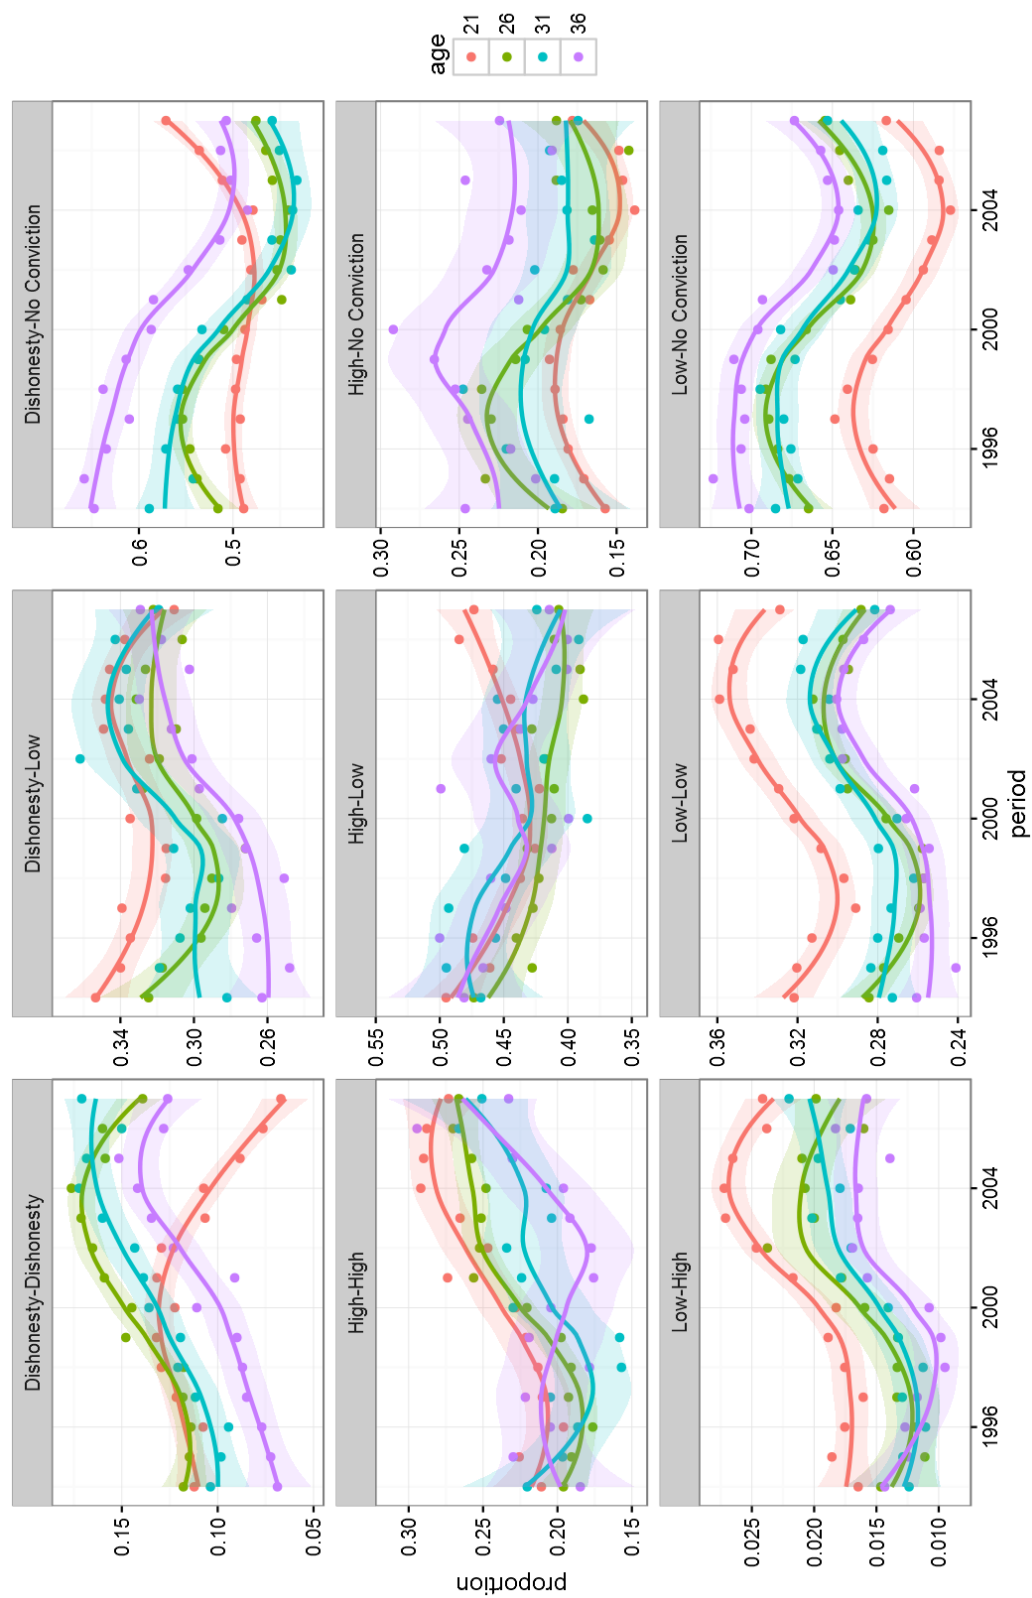 Dishonesty-Dishonesty
Dishonesty-Low
Dishonesty-No Conviction
0.15
0.10
0.05
0.34
0.30
0.26
0.6
0.5
High-High
High-Low
High-No Conviction
0.30
0.25
0.20
0.15
0.55
0.50
0.45
0.40
0.35
0.30
0.25
0.20
0.15
Low-High
Low-Low
Low-No Conviction
0.025
0.020
0.015
0.010
0.36
0.32
0.28
0.24
0.70
0.65
0.60
1996 2000 2004
1996 2000 2004
1996 2000 2004
proportion
period
age
21
26
31
36